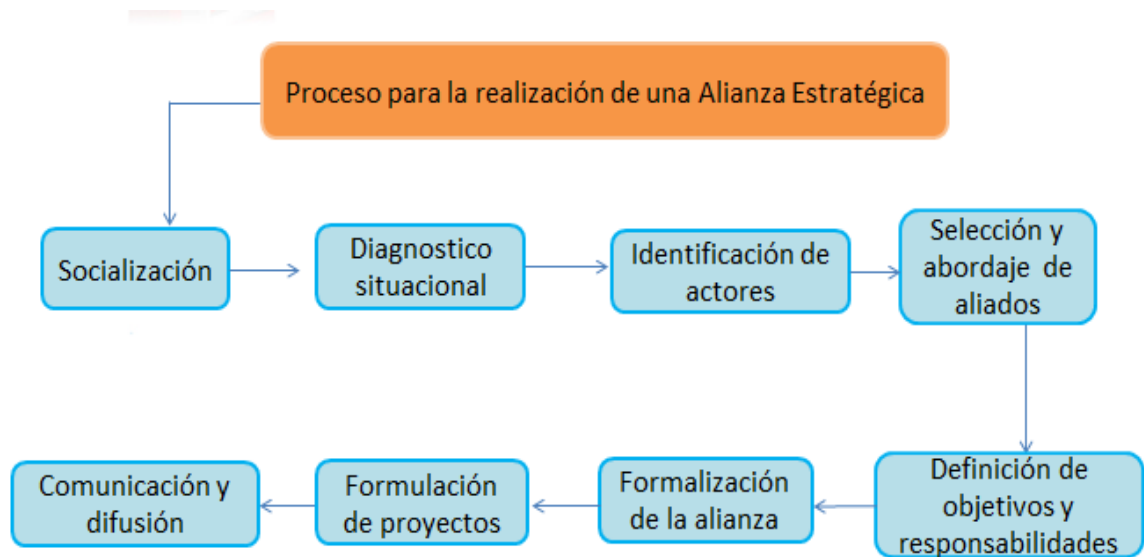 Proceso para la realización de una Alianza Estratégica
Socialización
Diagnostico
situacional
Identificación de
actores
Selección y
abordaje de
aliados
Definición de
objetivos y
responsabilidades
Formalización
de la alianza
Formulación
de proyectos
Comunicación y
difusión